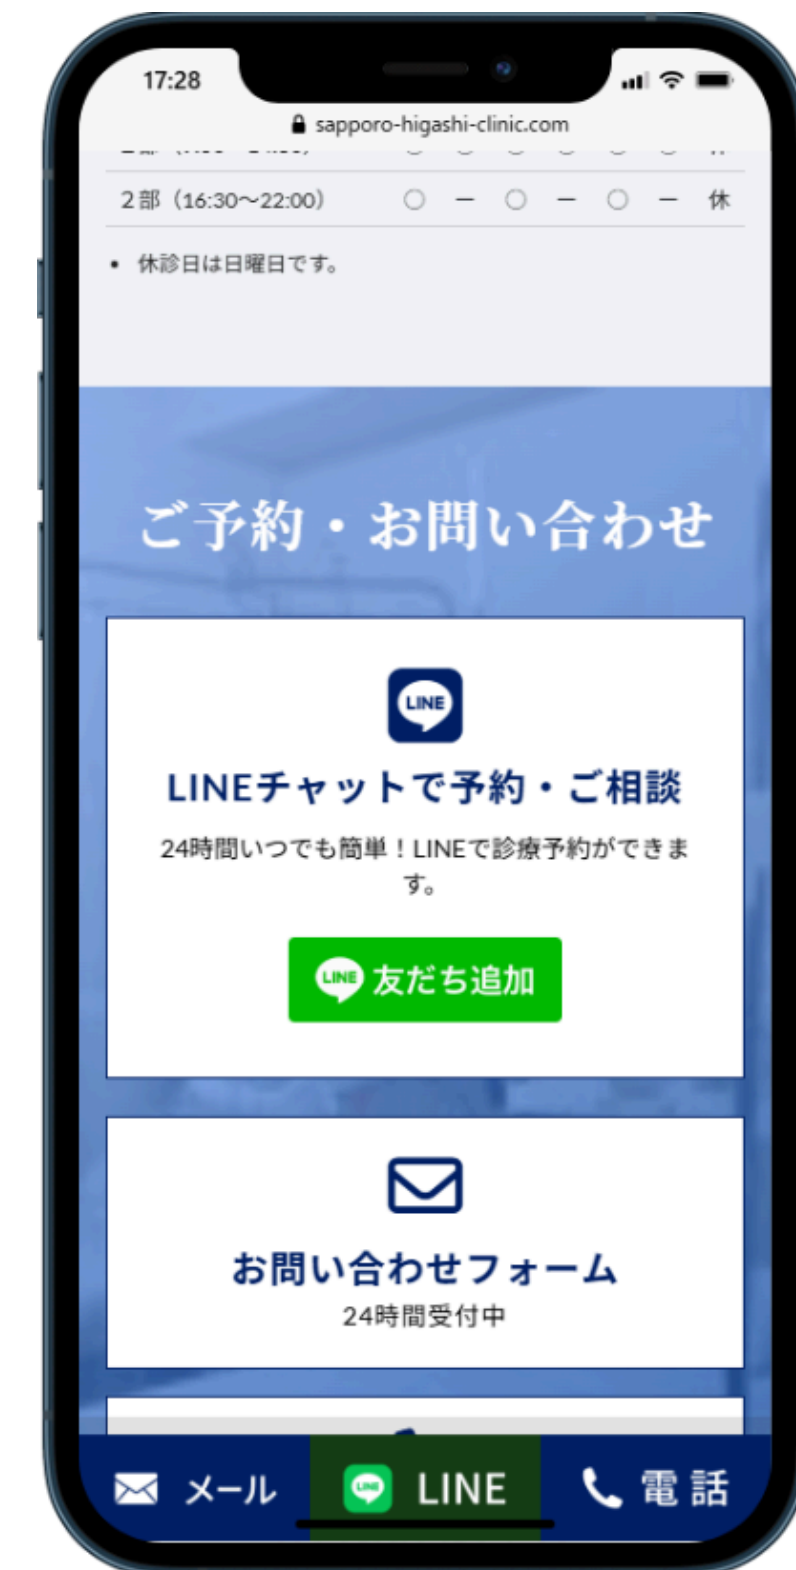 17:28
sapporo-higashi-clinic.com
2部（16:30〜22:00） ○ − ○ − ○ − 休
• 休診日は日曜日です。
ご予約・お問い合わせ
LINE
LINEチャットで予約・ご相談
24時間いつでも簡単！LINEで診療予約ができま
す。
LINE 友だち追加
お問い合わせフォーム
24時間受付中
メール LINE 電話